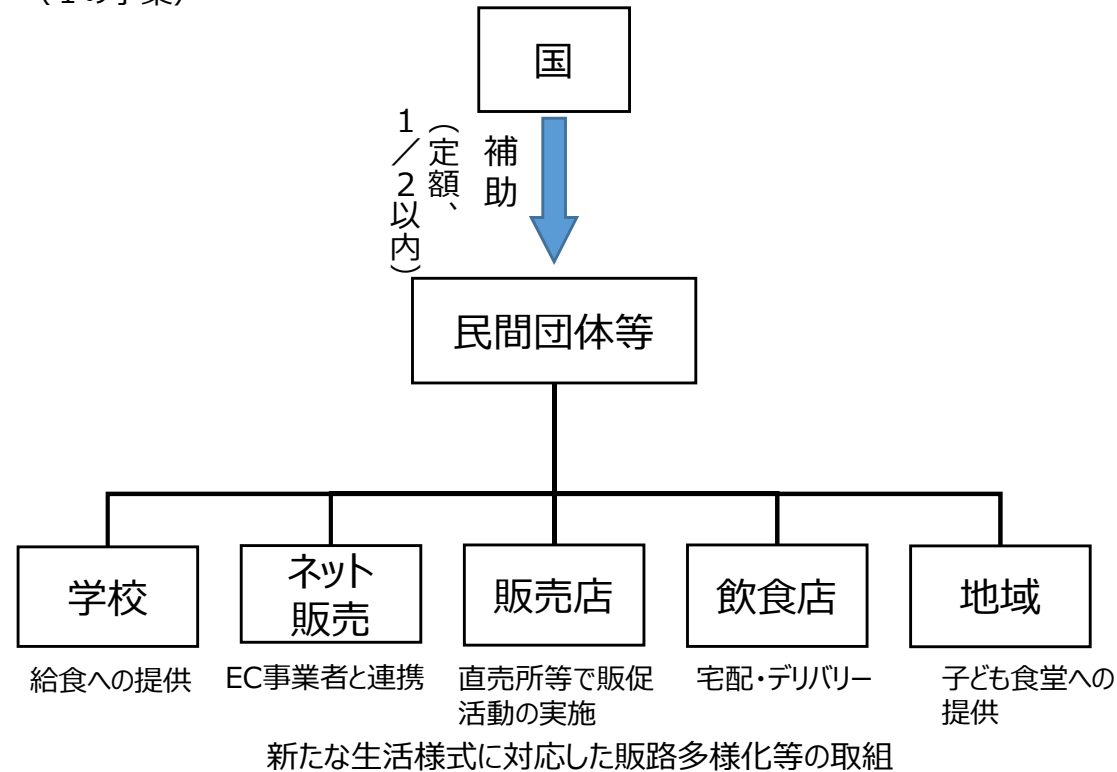 国
補助
（定額、
１／２以内）
民間団体等
学校
ネット
販売
販売店
飲食店
地域
給食への提供
EC事業者と連携
直売所等で販促
活動の実施
宅配・デリバリー
子ども食堂への
提供
新たな生活様式に対応した販路多様化等の取組